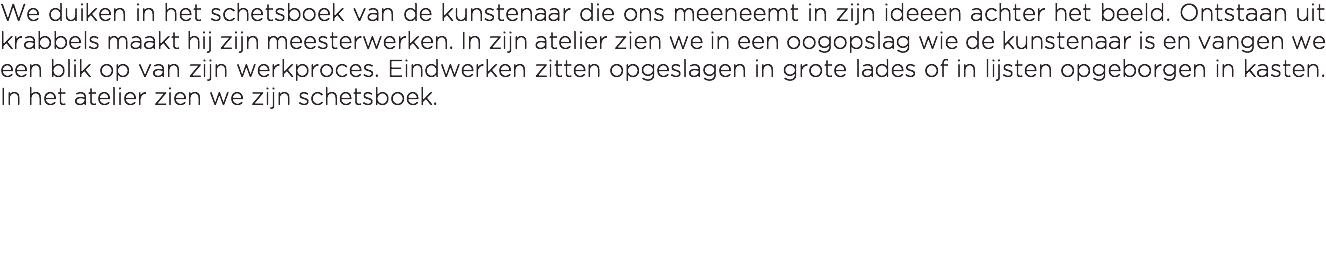 We duiken in het schetsboek van de kunstenaar die ons meeneemt in zijn ideeen achter het beeld. Ontstaan uit
krabbels maakt hij zijn meesterwerken. In zijn atelier zien we in een oogopslag wie de kunstenaar is en vangen we
een blik op van zijn werkproces. Eindwerken zitten opgeslagen in grote lades of in lijsten opgeborgen in kasten.
In het atelier zien we zijn schetsboek.